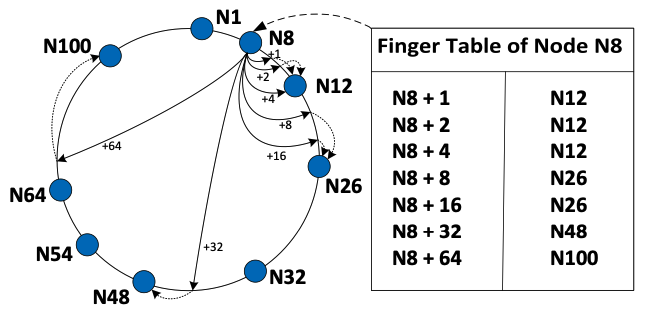 N1
N8
N100
N12
N26
N32
N48
N54
N64
+1
+2
+4
+8
+16
+32
+64
Finger Table of Node N8
N8 + 1 N12
N8 + 2 N12
N8 + 4 N12
N8 + 8 N26
N8 + 16 N26
N8 + 32 N48
N8 + 64 N100